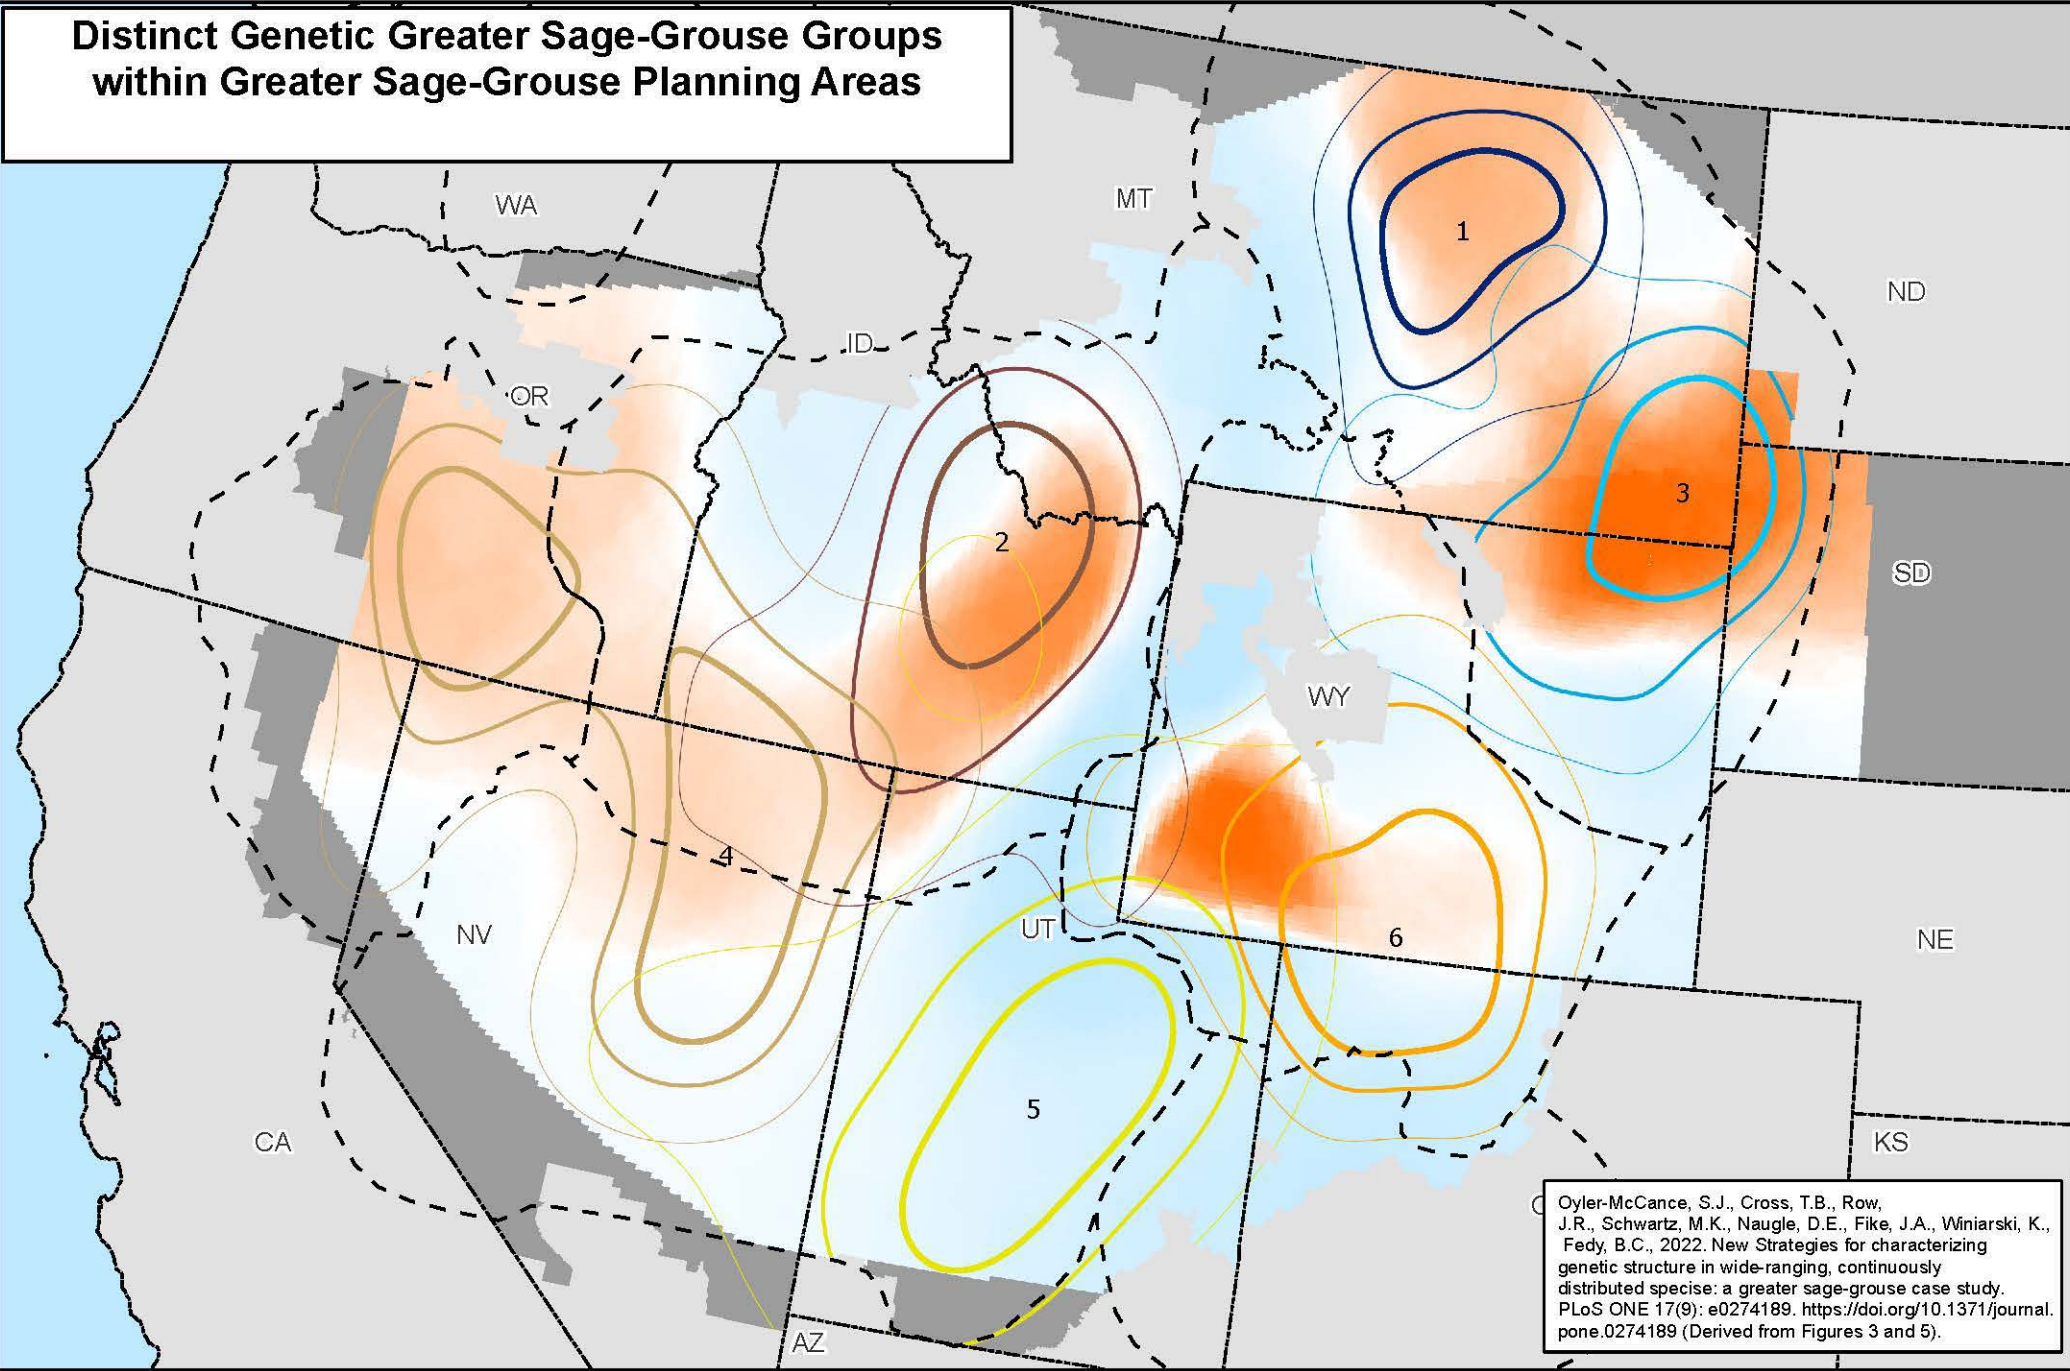 Distinct Genetic Greater Sage-Grouse Groups
within Greater Sage-Grouse Planning Areas
WA
MT
1
ND
ID
OR
3
2
SD
WY
4
NV
UT
6
NE
5
CA
KS
AZ
Oyler-McCance, S.J., Cross, T.B., Row,
J.R., Schwartz, M.K., Naugle, D.E., Fike, J.A., Winiarski, K.,
Fedy, B.C., 2022. New Strategies for characterizing
genetic structure in wide-ranging, continuously
distributed specise: a greater sage-grouse case study.
PLoS ONE 17(9): e0274189. https://doi.org/10.1371/journal.
pone.0274189 (Derived from Figures 3 and 5).